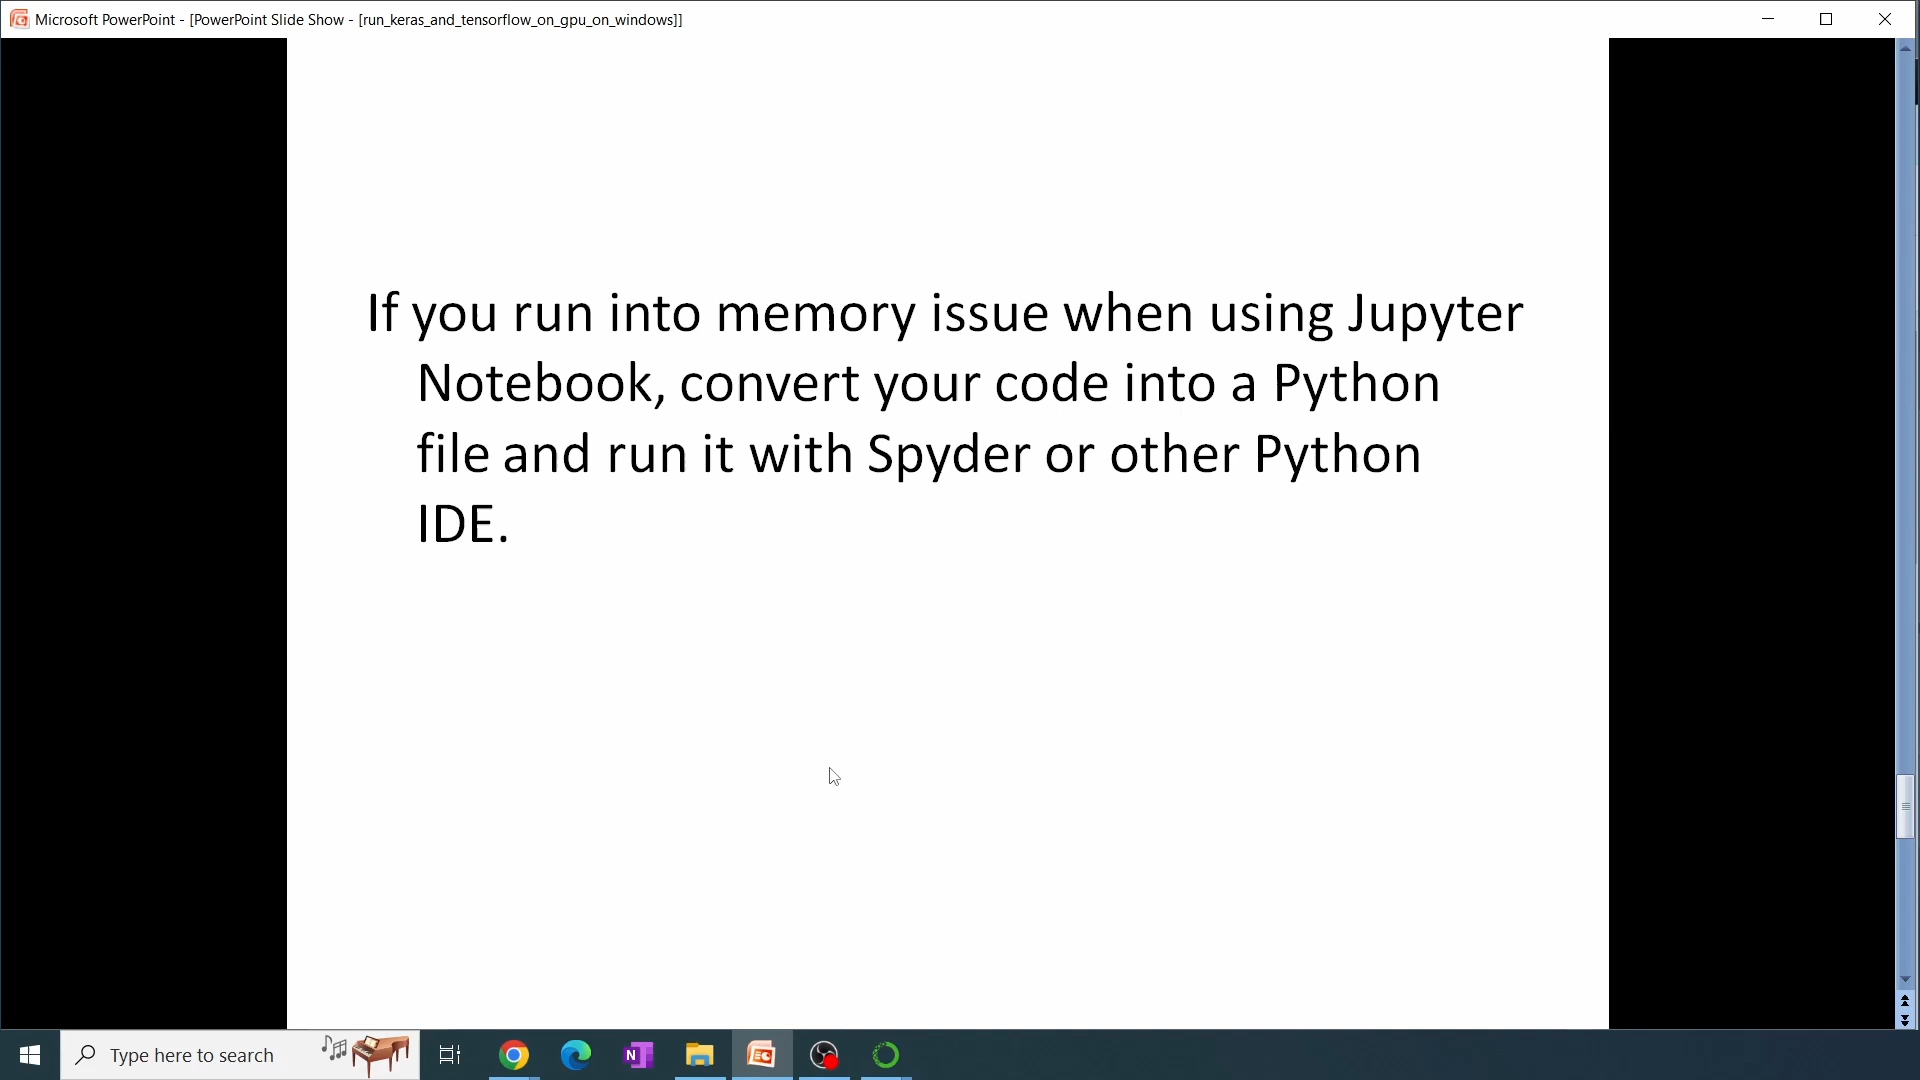 Microsoft PowerPoint - [PowerPoint Slide Show - [run_keras_and_tensorflow_on_gpu_on_windows]]
If you run into memory issue when using Jupyter
Notebook, convert your code into a Python
file and run it with Spyder or other Python
IDE.
Type here to search